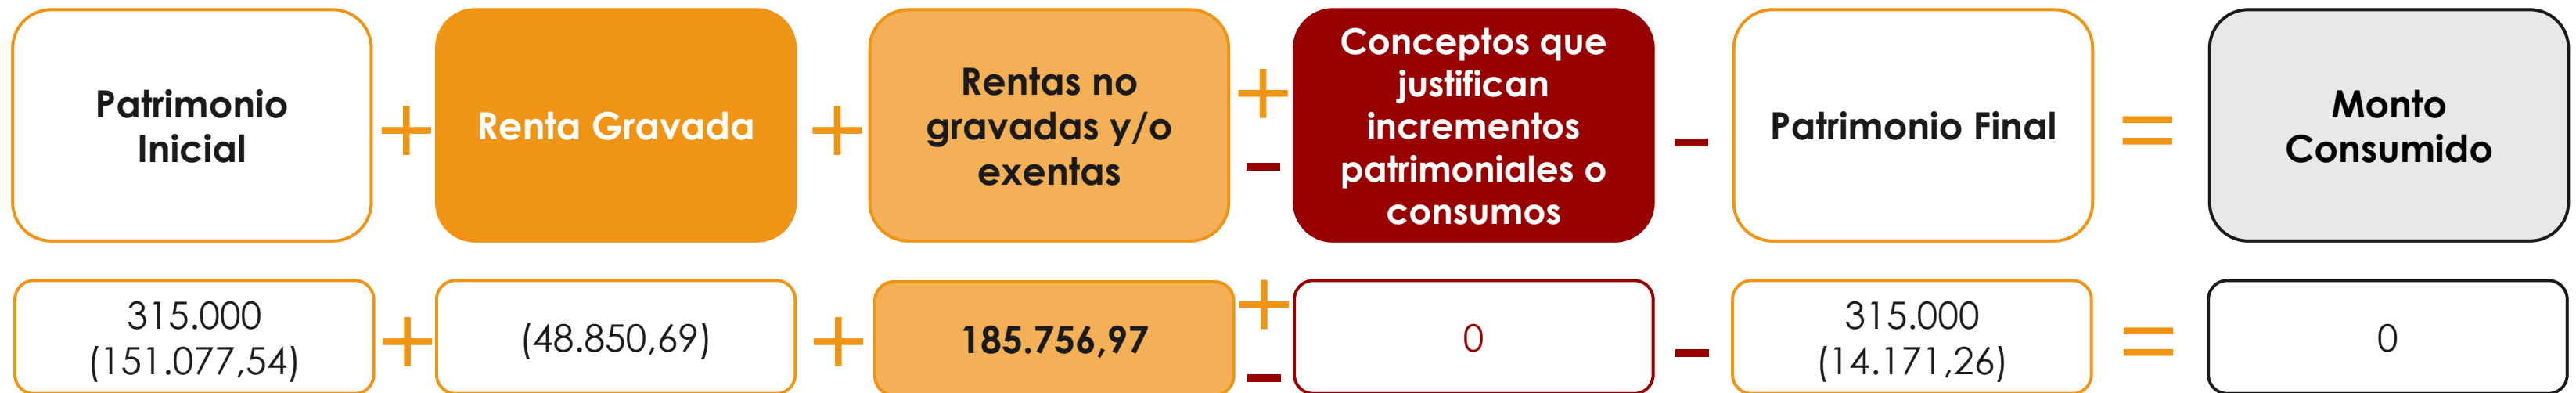 Patrimonio
Inicial
+
Renta Gravada
+
Rentas no
gravadas y/o
exentas
+
-
Conceptos que
justifican
incrementos
patrimoniales o
consumos
-
Patrimonio Final
=
Monto
Consumido
315.000
(151.077,54)
+
(48.850,69)
+
185.756,97
+
-
0
-
315.000
(14.171,26)
=
0